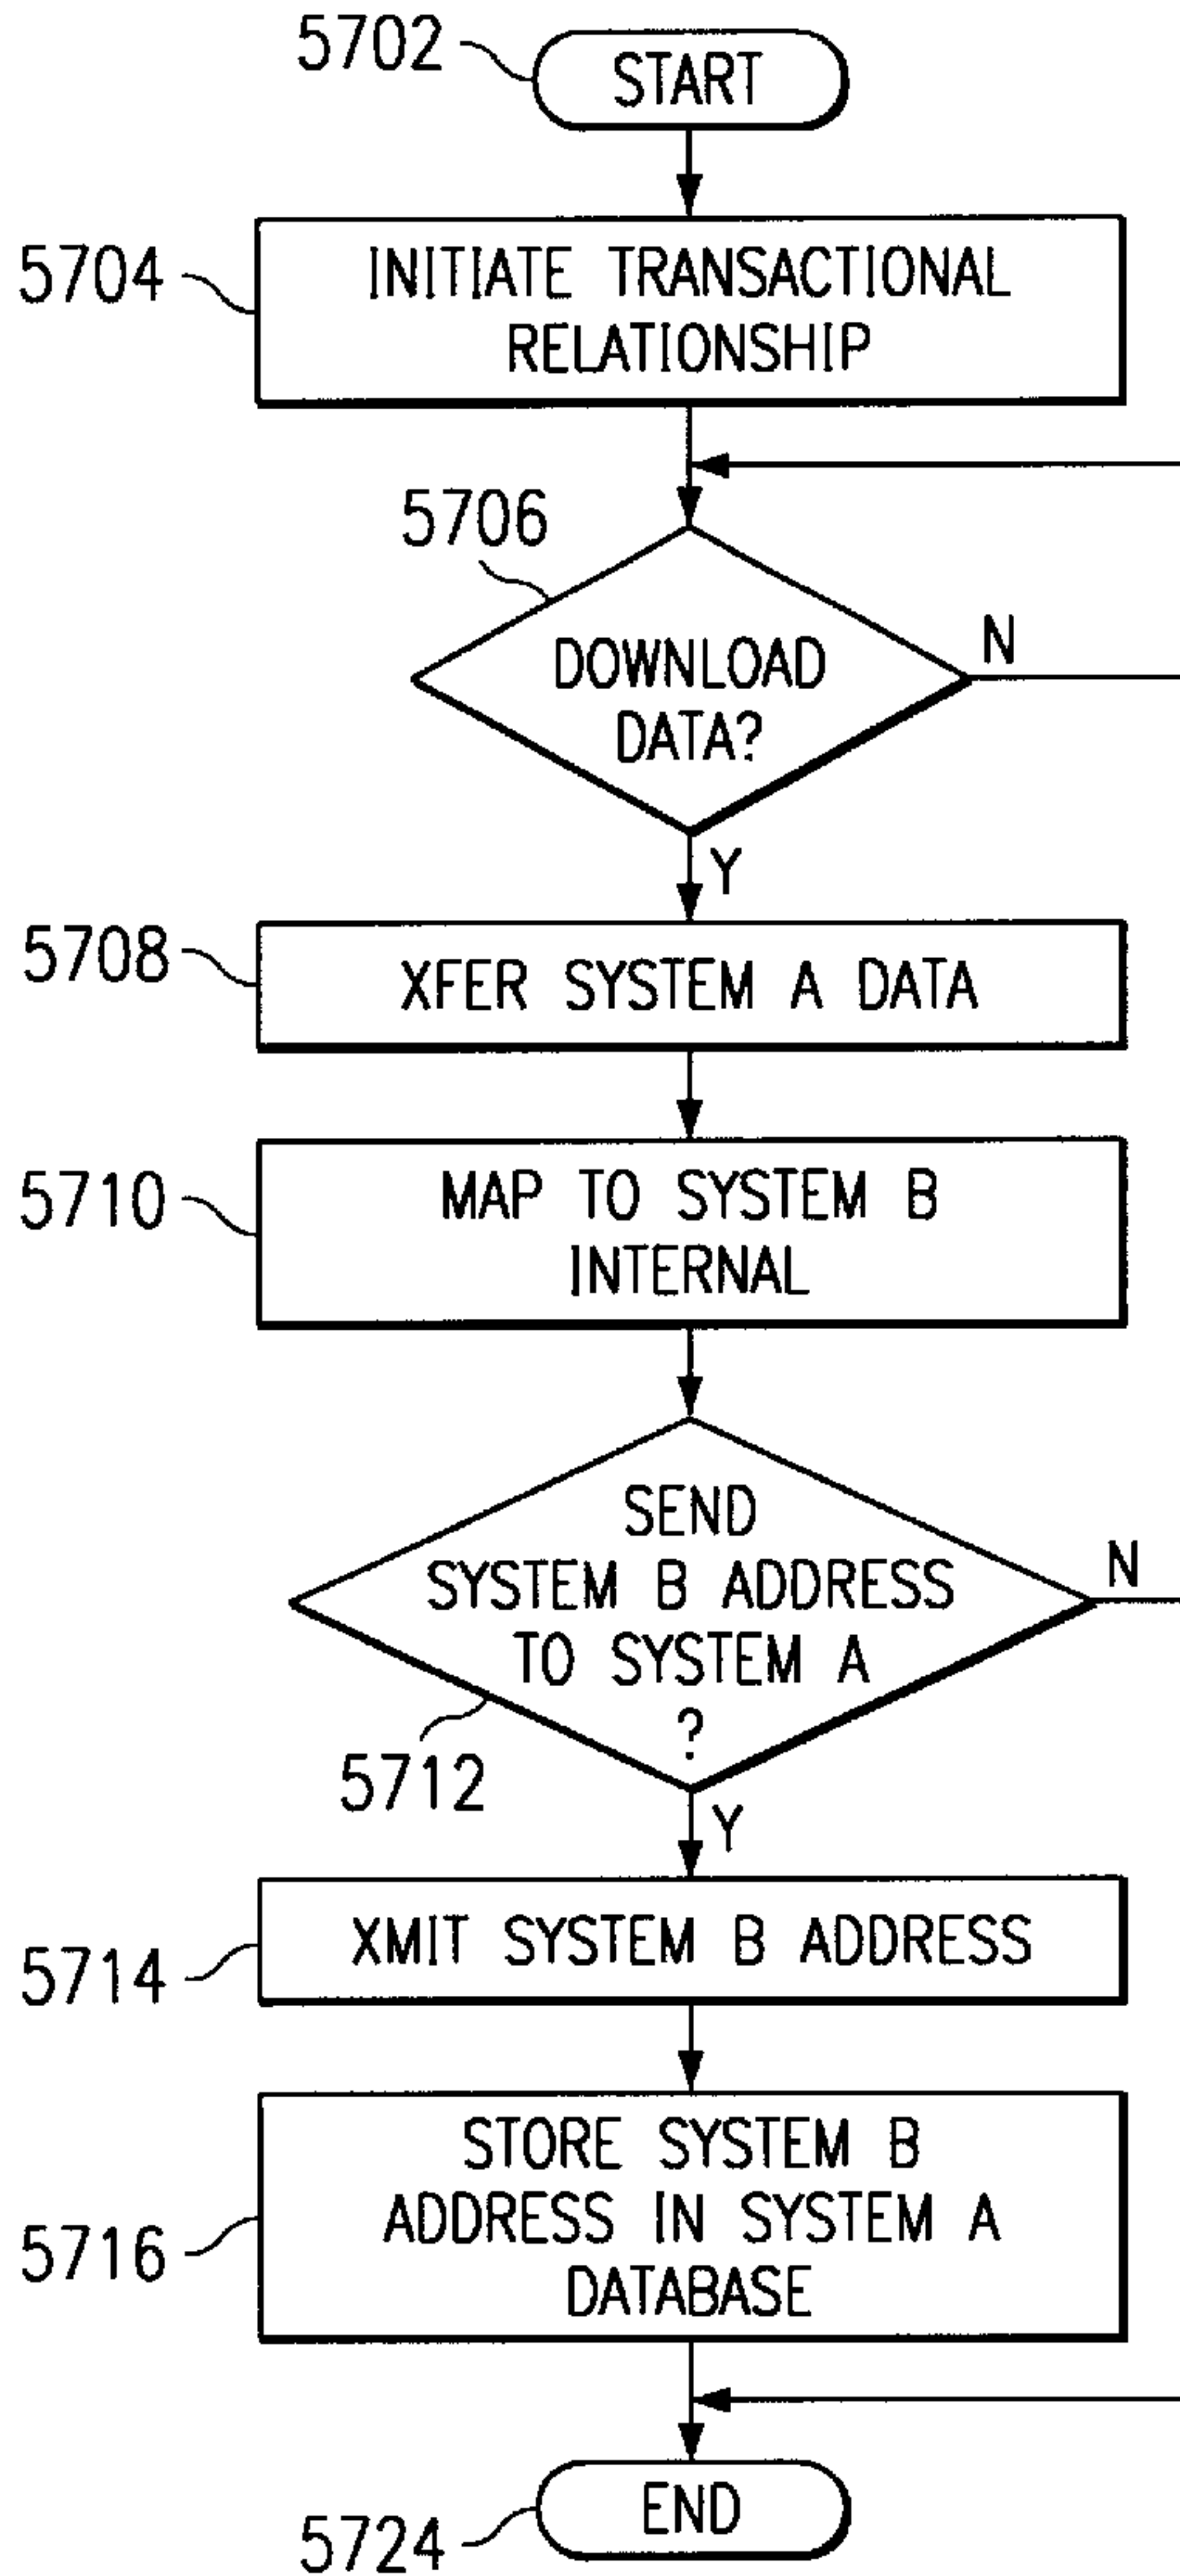 5702
START
5704
INITIATE TRANSACTIONAL
RELATIONSHIP
5706
DOWNLOAD
DATA?
N
Y
5708
XFER SYSTEM A DATA
5710
MAP TO SYSTEM B
INTERNAL
SEND
SYSTEM B ADDRESS
TO SYSTEM A
?
N
5712
Y
5714
XMIT SYSTEM B ADDRESS
5716
STORE SYSTEM B
ADDRESS IN SYSTEM A
DATABASE
5724
END